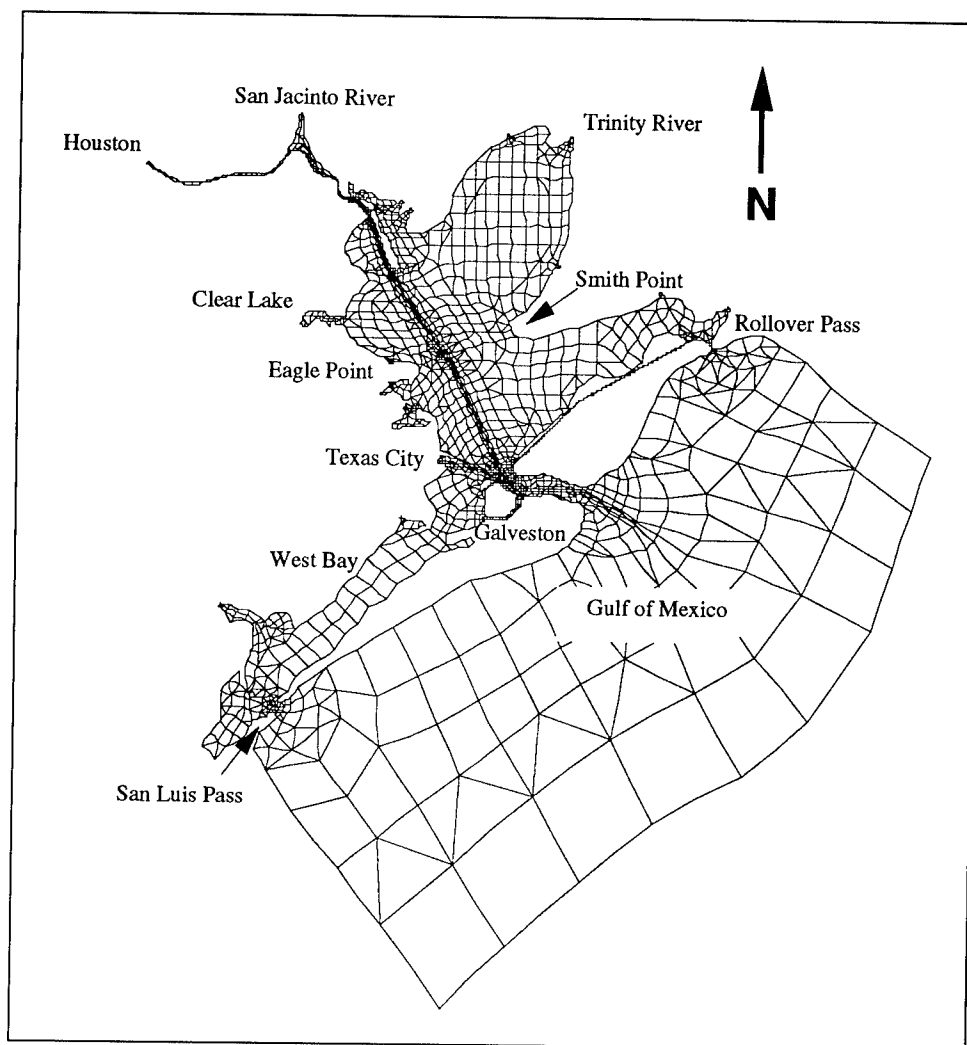 San Jacinto River
Houston
Trinity River
N
Smith Point
Clear Lake
Rollover Pass
Eagle Point
Texas City
Galveston
West Bay
Gulf of Mexico
San Luis Pass